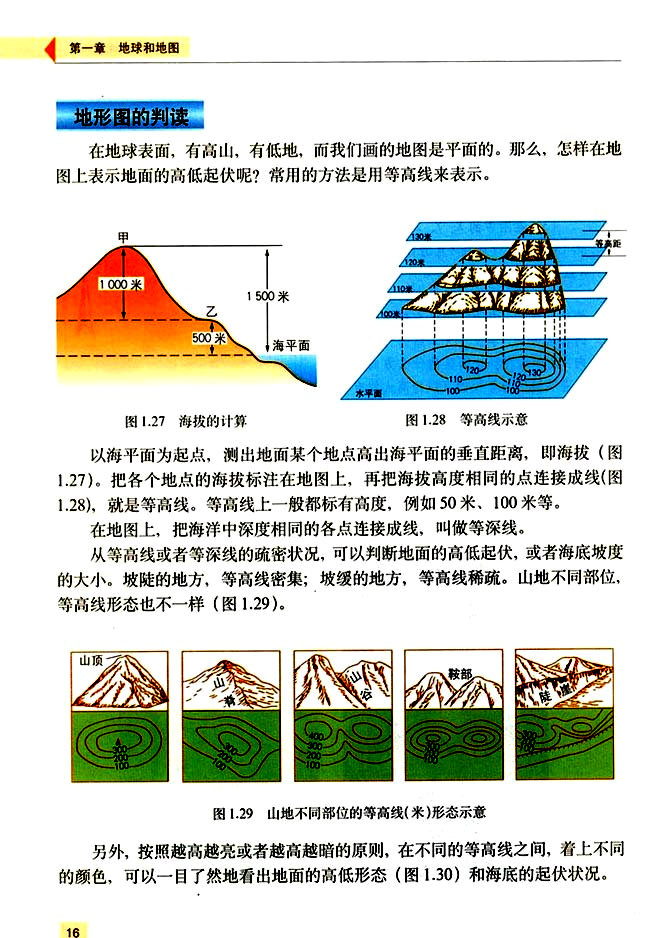 第一章 地球和地图
地形图的判读
在地球表面，有高山，有低地，而我们画的地图是平面的。那么，怎样在地
图上表示地面的高低起伏呢？常用的方法是用等高线来表示。
甲
1 000 米
1 500 米
乙
500 米
海平面
130米
等高距
120米
110米
100米
120
130
110
120
110
100
100
水平面
图 1.27 海拔的计算
图 1.28 等高线示意
以海平面为起点，测出地面某个地点高出海平面的垂直距离，即海拔（图
1.27）。把各个地点的海拔标注在地图上，再把海拔高度相同的点连接成线(图
1.28)，就是等高线。等高线上一般都标有高度，例如 50 米、100 米等。
在地图上，把海洋中深度相同的各点连接成线，叫做等深线。
从等高线或者等深线的疏密状况，可以判断地面的高低起伏，或者海底坡度
的大小。坡陡的地方，等高线密集；坡缓的地方，等高线稀疏。山地不同部位，
等高线形态也不一样（图 1.29）。
山顶
山脊
山谷
鞍部
陡崖
300
200
100
300
200
100
400
300
200
100
图 1.29 山地不同部位的等高线(米)形态示意
另外，按照越高越亮或者越高越暗的原则，在不同的等高线之间，着上不同
的颜色，可以一目了然地看出地面的高低形态（图 1.30）和海底的起伏状况。
16